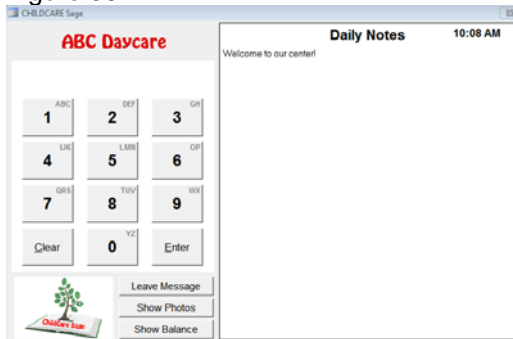 CHILDCARE Sage
ABC Daycare
Daily Notes 10:08 AM
Welcome to our center!
ABC DEF GH
1 2 3
IJK LMN OP
4 5 6
QRS TUV WX
7 8 9
YZ
Clear 0 Enter
Leave Message
Show Photos
Show Balance
ChildCare Sage